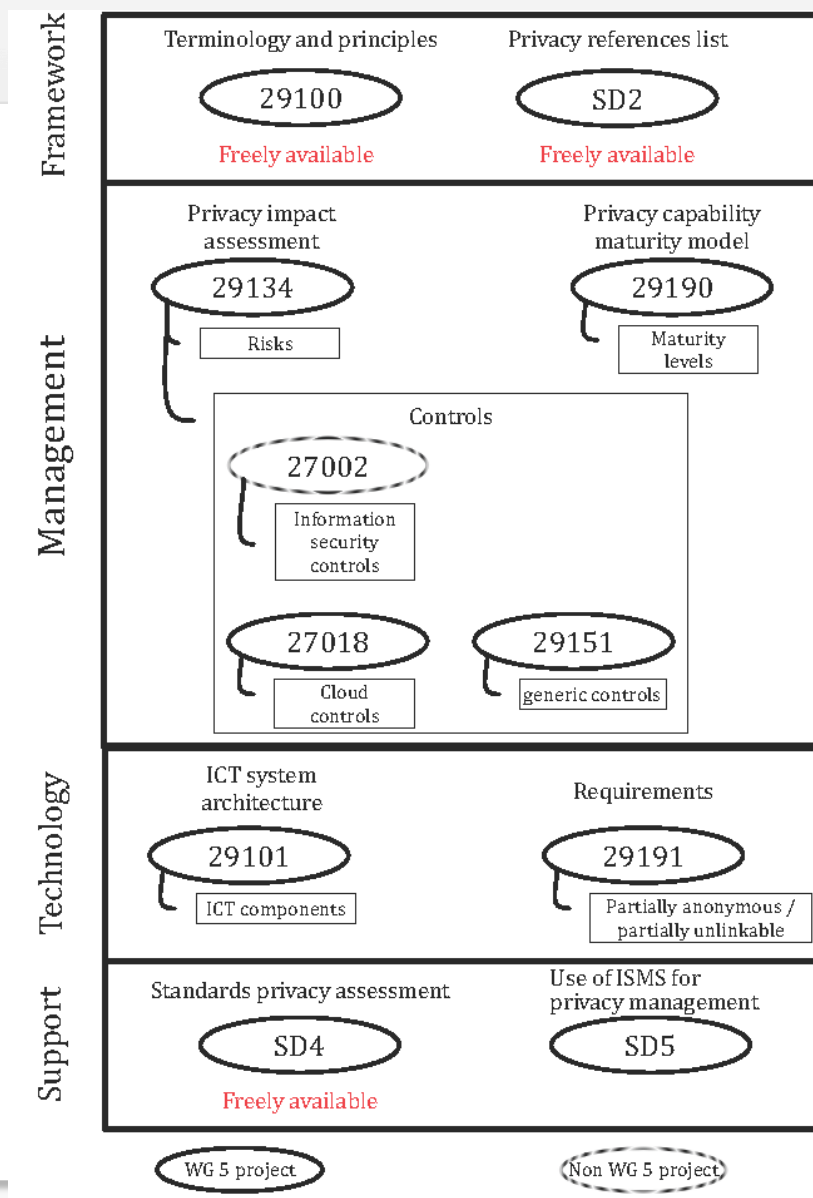 Framework
Terminology and principles
29100
Freely available
Privacy references list
SD2
Freely available
Management
Privacy impact
assessment
29134
Risks
Privacy capability
maturity model
29190
Maturity
levels
Controls
27002
Information
security
controls
27018
Cloud
controls
29151
generic controls
Technology
ICT system
architecture
29101
ICT components
Requirements
29191
Partially anonymous /
partially unlinkable
Support
Standards privacy assessment
SD4
Freely available
Use of ISMS for
privacy management
SD5
WG 5 project
Non WG 5 project